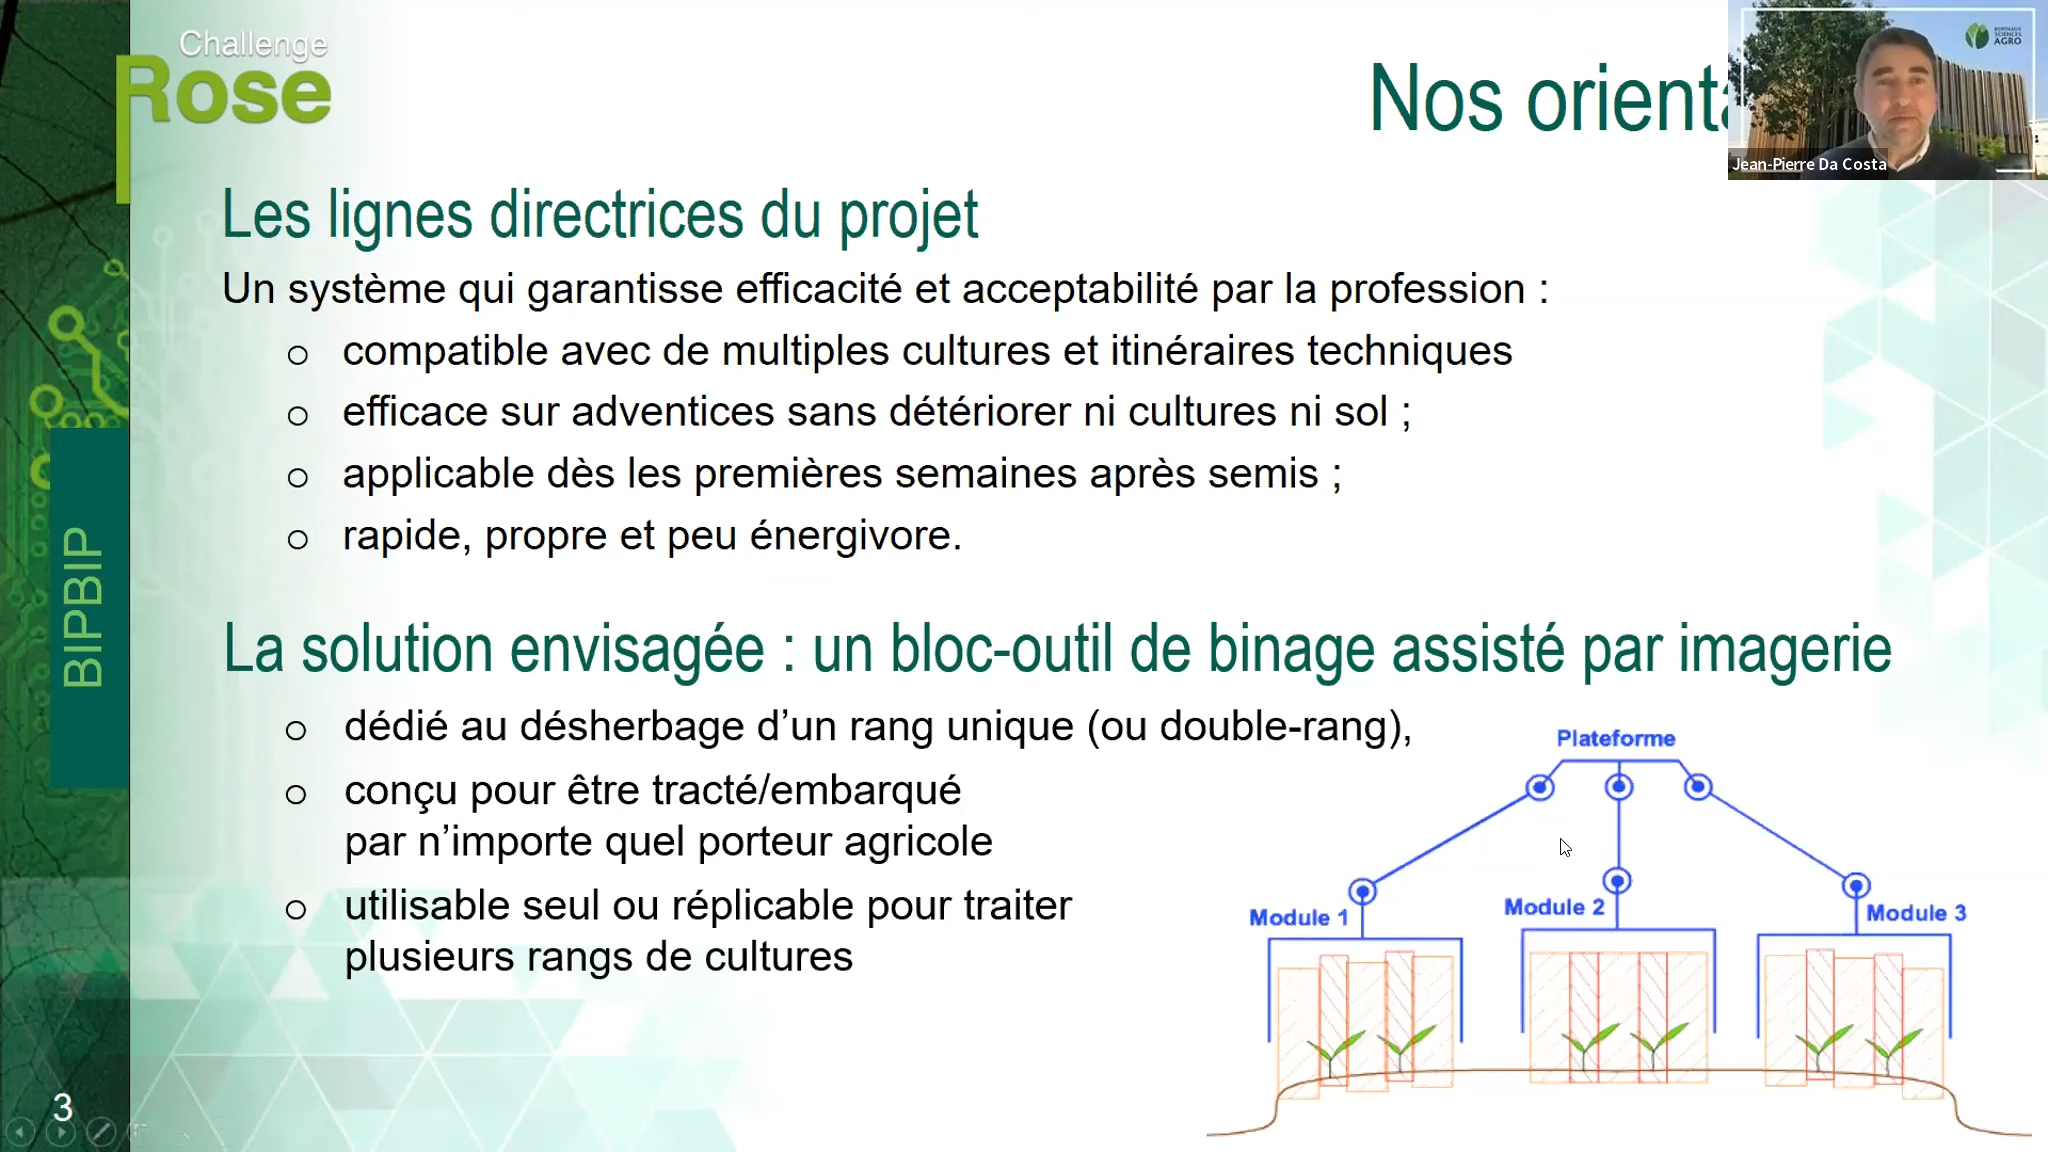 Challenge
Rose
Nos orient
BORDEAUX
SCIENCES
AGRO
Jean-Pierre Da Costa
Les lignes directrices du projet
Un système qui garantisse efficacité et acceptabilité par la profession :
o compatible avec de multiples cultures et itinéraires techniques
o efficace sur adventices sans détériorer ni cultures ni sol ;
o applicable dès les premières semaines après semis ;
o rapide, propre et peu énergivore.
BIPBIP
La solution envisagée : un bloc-outil de binage assisté par imagerie
o dédié au désherbage d’un rang unique (ou double-rang),
o conçu pour être tracté/embarqué
par n’importe quel porteur agricole
o utilisable seul ou réplicable pour traiter
plusieurs rangs de cultures
Plateforme
Module 1
Module 2
Module 3
3